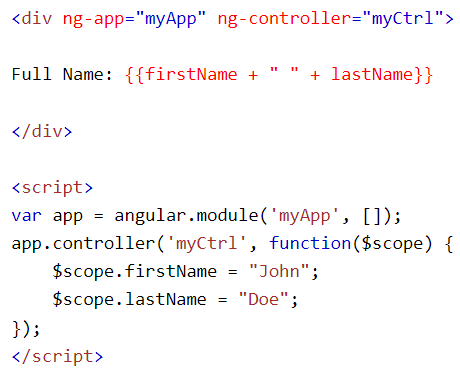 <div ng-app="myApp" ng-controller="myCtrl">
Full Name: {{firstName + " " + lastName}}
</div>
<script>
var app = angular.module('myApp', []);
app.controller('myCtrl', function($scope) {
    $scope.firstName = "John";
    $scope.lastName = "Doe";
});
</script>